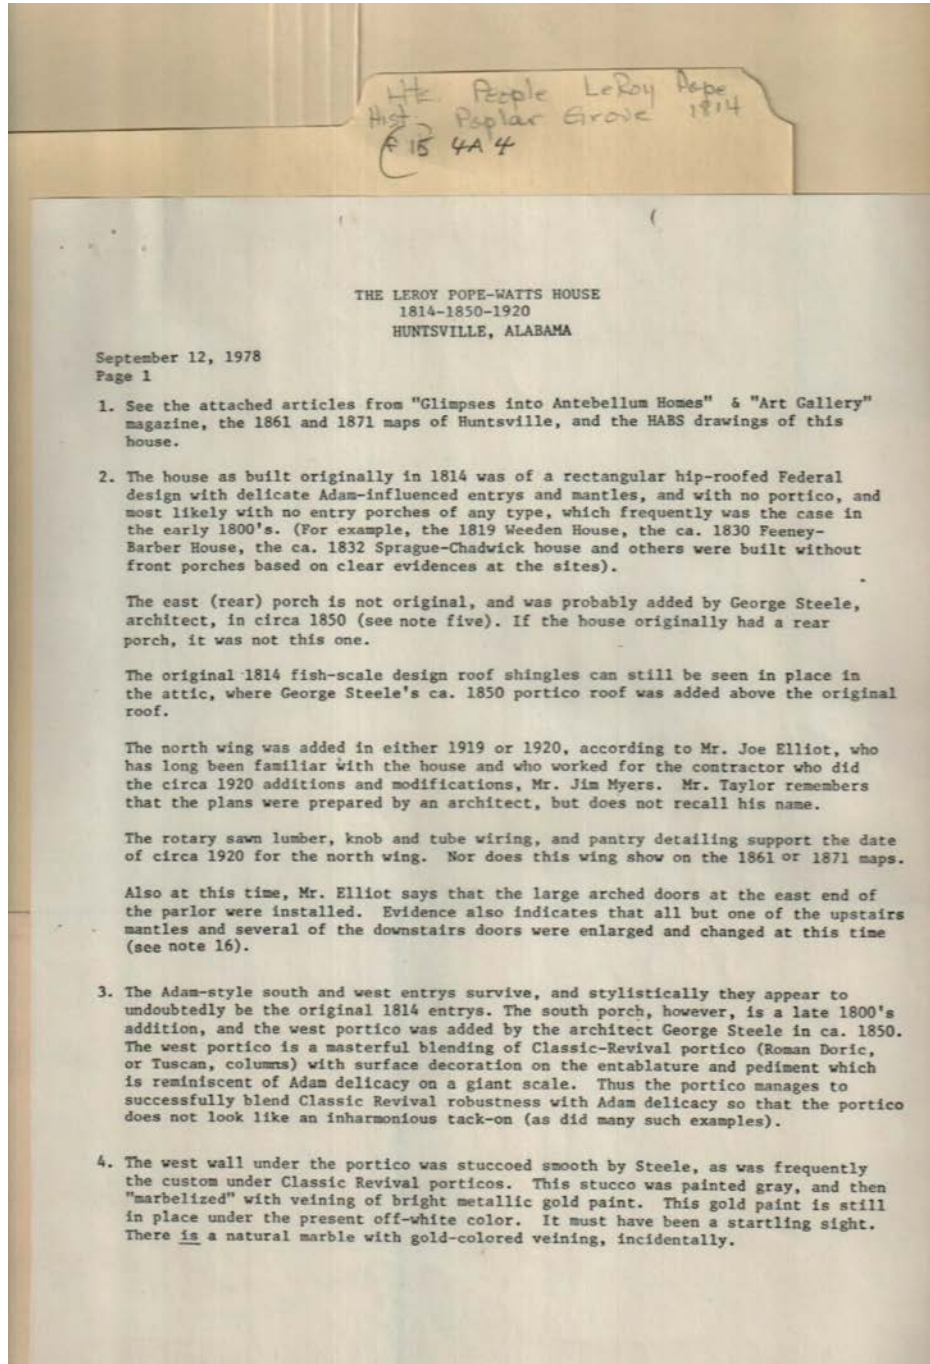 Hist. People LeRoy Pope
Poplar Grove 1814
15 4A 4
THE LEROY POPE-WATTS HOUSE
1814-1850-1920
HUNTSVILLE, ALABAMA
September 12, 1978
Page 1
1. See the attached articles from "Glimpses into Antebellum Homes" & "Art Gallery"
magazine, the 1861 and 1871 maps of Huntsville, and the HABS drawings of this
house.
2. The house as built originally in 1814 was of a rectangular hip-roofed Federal
design with delicate Adam-influenced entrys and mantles, and with no portico, and
most likely with no entry porches of any type, which frequently was the case in
the early 1800's. (For example, the 1819 Weeden House, the ca. 1830 Feeney-
Barber House, the ca. 1832 Sprague-Chadwick house and others were built without
front porches based on clear evidences at the sites).
The east (rear) porch is not original, and was probably added by George Steele,
architect, in circa 1850 (see note five). If the house originally had a rear
porch, it was not this one.
The original 1814 fish-scale design roof shingles can still be seen in place in
the attic, where George Steele's ca. 1850 portico roof was added above the original
roof.
The north wing was added in either 1919 or 1920, according to Mr. Joe Elliot, who
has long been familiar with the house and who worked for the contractor who did
the circa 1920 additions and modifications, Mr. Jim Myers. Mr. Taylor remembers
that the plans were prepared by an architect, but does not recall his name.
The rotary sawn lumber, knob and tube wiring, and pantry detailing support the date
of circa 1920 for the north wing. Nor does this wing show on the 1861 or 1871 maps.
Also at this time, Mr. Elliot says that the large arched doors at the east end of
the parlor were installed. Evidence also indicates that all but one of the upstairs
mantles and several of the downstairs doors were enlarged and changed at this time
(see note 16).
3. The Adam-style south and west entrys survive, and stylistically they appear to
undoubtedly be the original 1814 entrys. The south porch, however, is a late 1800's
addition, and the west portico was added by the architect George Steele in ca. 1850.
The west portico is a masterful blending of Classic-Revival portico (Roman Doric,
or Tuscan, columns) with surface decoration on the entablature and pediment which
is reminiscent of Adam delicacy on a giant scale. Thus the portico manages to
successfully blend Classic Revival robustness with Adam delicacy so that the portico
does not look like an inharmonious tack-on (as did many such examples).
4. The west wall under the portico was stuccoed smooth by Steele, as was frequently
the custom under Classic Revival porticos. This stucco was painted gray, and then
"marbelized" with veining of bright metallic gold paint. This gold paint is still
in place under the present off-white color. It must have been a startling sight.
There is a natural marble with gold-colored veining, incidentally.